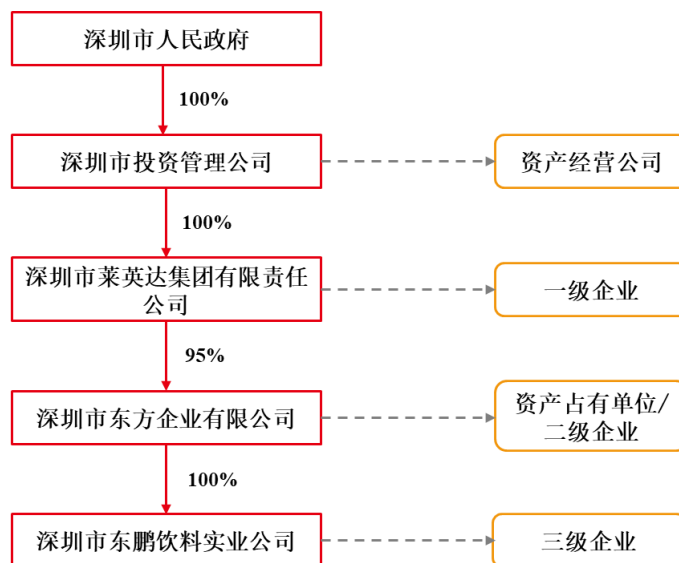 深圳市人民政府
100%
深圳市投资管理公司
资产经营公司
100%
深圳市莱英达集团有限责任
公司
一级企业
95%
深圳市东方企业有限公司
资产占有单位/
二级企业
100%
深圳市东鹏饮料实业公司
三级企业